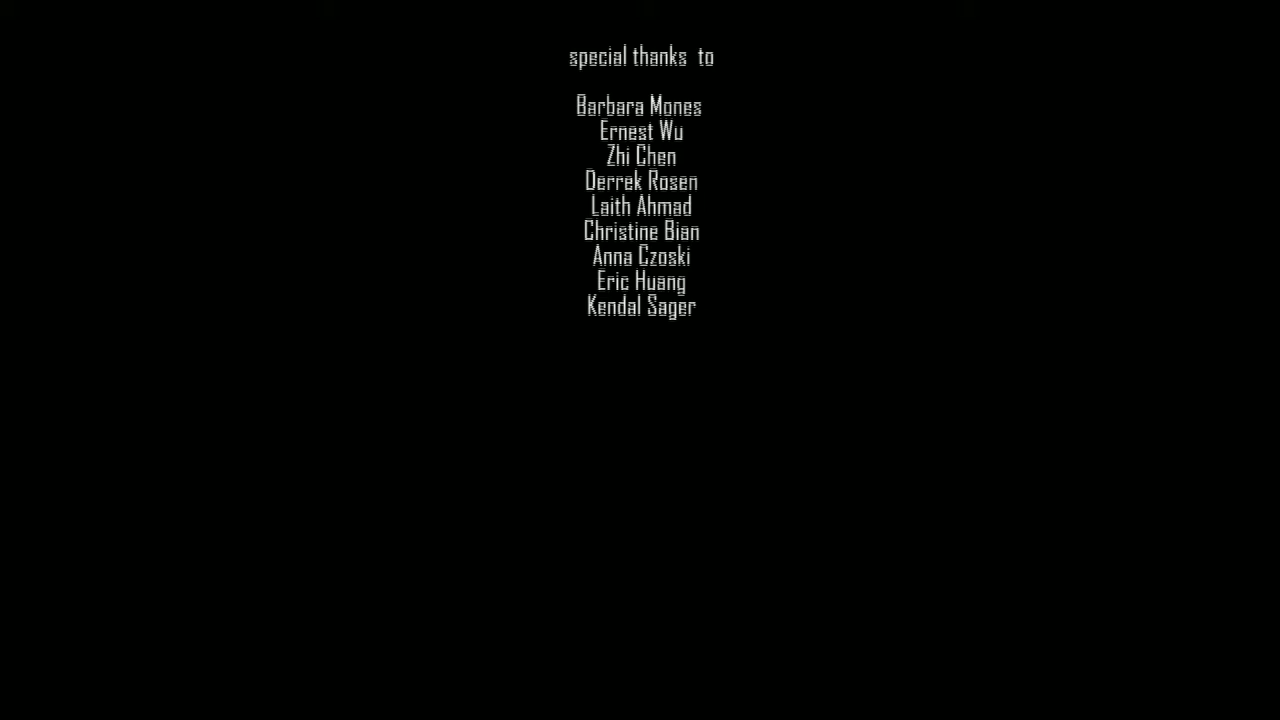 special thanks to
Barbara Mones
Ernest Wu
Zhi Chen
Derrek Rosen
Laith Ahmad
Christine Bian
Anna Czoski
Eric Huang
Kendal Sager